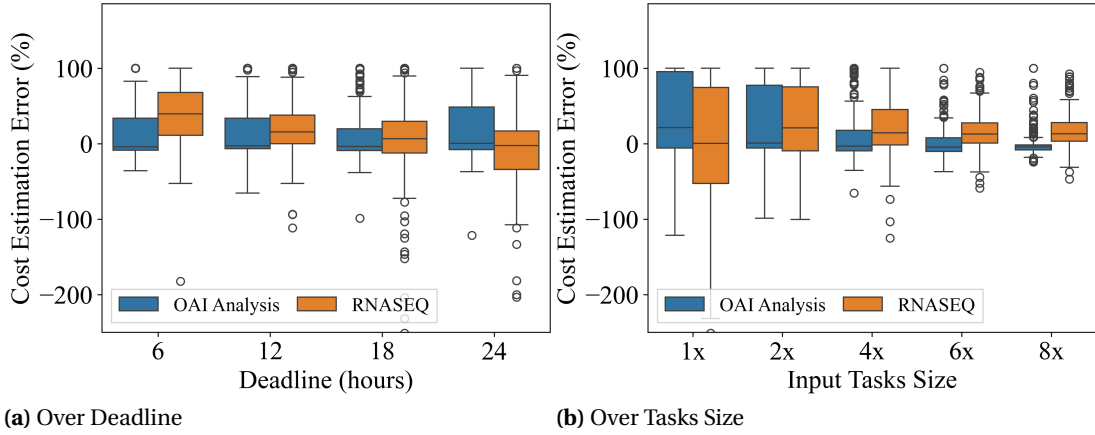 Cost Estimation Error (%)
100
0
−100
−200
OAI Analysis
RNASEQ
6
12
18
24
Deadline (hours)
(a) Over Deadline
Cost Estimation Error (%)
100
0
−100
−200
OAI Analysis
RNASEQ
1x
2x
4x
6x
8x
Input Tasks Size
(b) Over Tasks Size